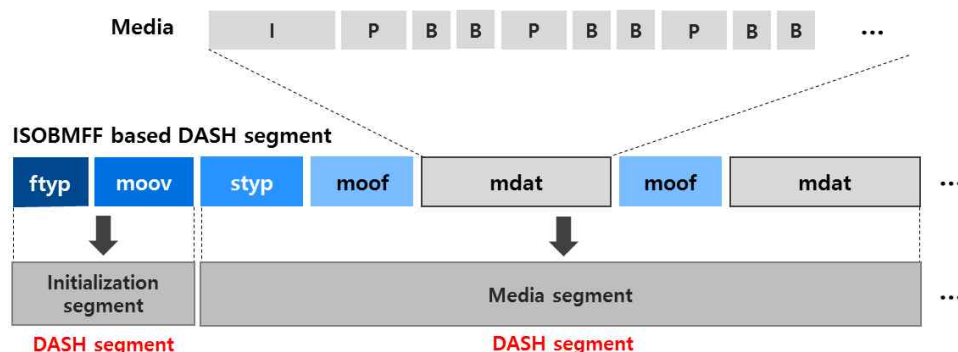 Media I P B B P B B P B B ...
ISOBMFF based DASH segment
ftyp moov styp moof mdat moof mdat ...
Initialization
segment
Media segment ...
DASH segment DASH segment